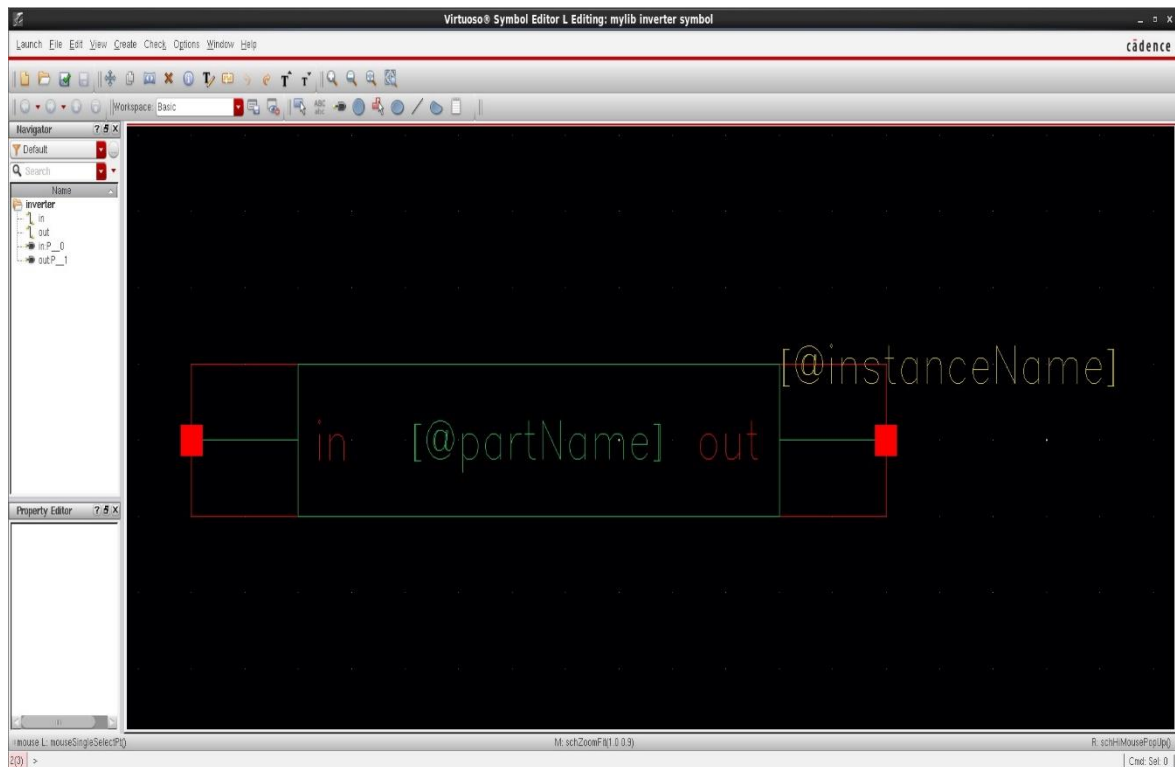 Virtuoso® Symbol Editor L Editing: mylib inverter symbol
Launch File Edit View Create Check Options Window Help
cādence
Workspace: Basic
Navigator
Default
Search
Name
inverter
in
out
in:P__0
out:P__1
[@instanceName]
in [@partName] out
Property Editor
mouse L: mouseSingleSelectPt() M: schZoomFit(1.0 0.9) R: schHiMousePopUp()
2(3) > Cmd: Sel: 0